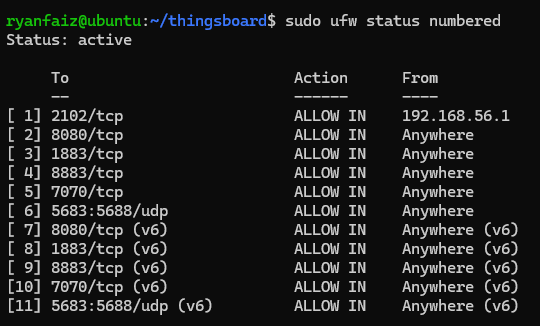 ryanfaiz@ubuntu:~/thingsboard$ sudo ufw status numbered
Status: active
To Action From
-- ------ ----
[ 1] 2102/tcp ALLOW IN 192.168.56.1
[ 2] 8080/tcp ALLOW IN Anywhere
[ 3] 1883/tcp ALLOW IN Anywhere
[ 4] 8883/tcp ALLOW IN Anywhere
[ 5] 7070/tcp ALLOW IN Anywhere
[ 6] 5683:5688/udp ALLOW IN Anywhere
[ 7] 8080/tcp (v6) ALLOW IN Anywhere (v6)
[ 8] 1883/tcp (v6) ALLOW IN Anywhere (v6)
[ 9] 8883/tcp (v6) ALLOW IN Anywhere (v6)
[10] 7070/tcp (v6) ALLOW IN Anywhere (v6)
[11] 5683:5688/udp (v6) ALLOW IN Anywhere (v6)